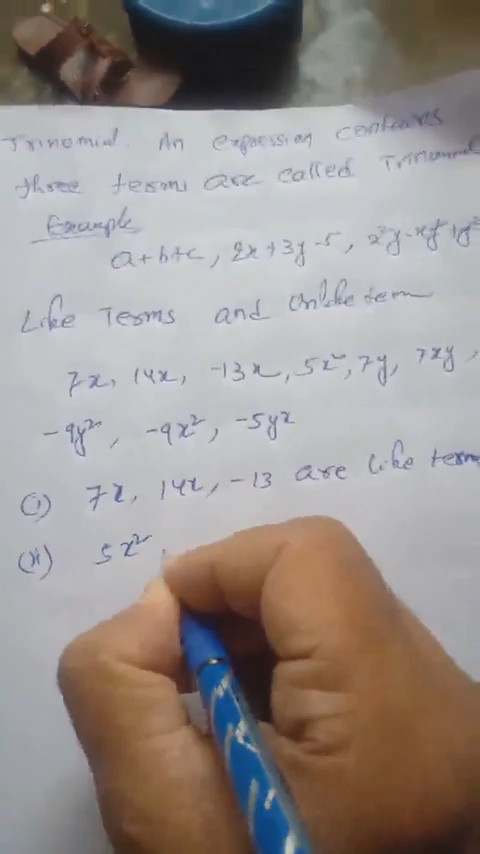 Trinomial. An expression contains
three terms are called Trinomial
Example
a+b+c, 2x+3y-5, x²y-xy²+y²
Like Terms and Unlike term
7x, 14x, -13x, 5x², 7y, 7xy,
-9y², -9x², -5yx
(i) 7x, 14x, -13 are like term
(ii) 5x²,